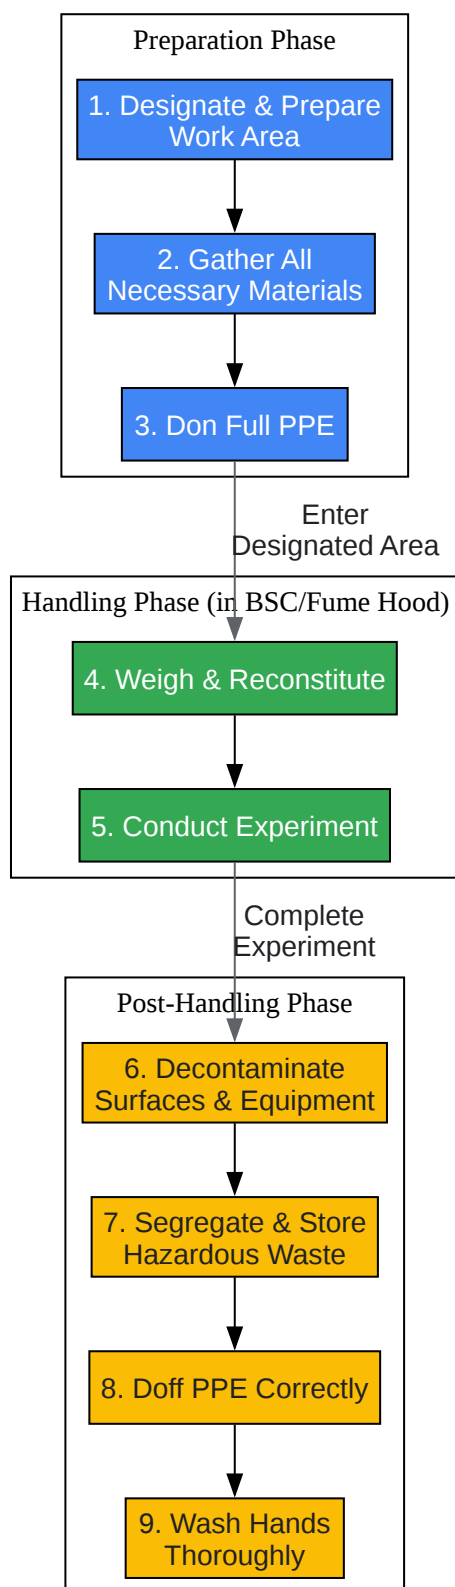 Preparation Phase
1. Designate & Prepare
Work Area
2. Gather All
Necessary Materials
3. Don Full PPE
Enter
Designated Area
Handling Phase (in BSC/Fume Hood)
4. Weigh & Reconstitute
5. Conduct Experiment
Complete
Experiment
Post-Handling Phase
6. Decontaminate
Surfaces & Equipment
7. Segregate & Store
Hazardous Waste
8. Doff PPE Correctly
9. Wash Hands
Thoroughly